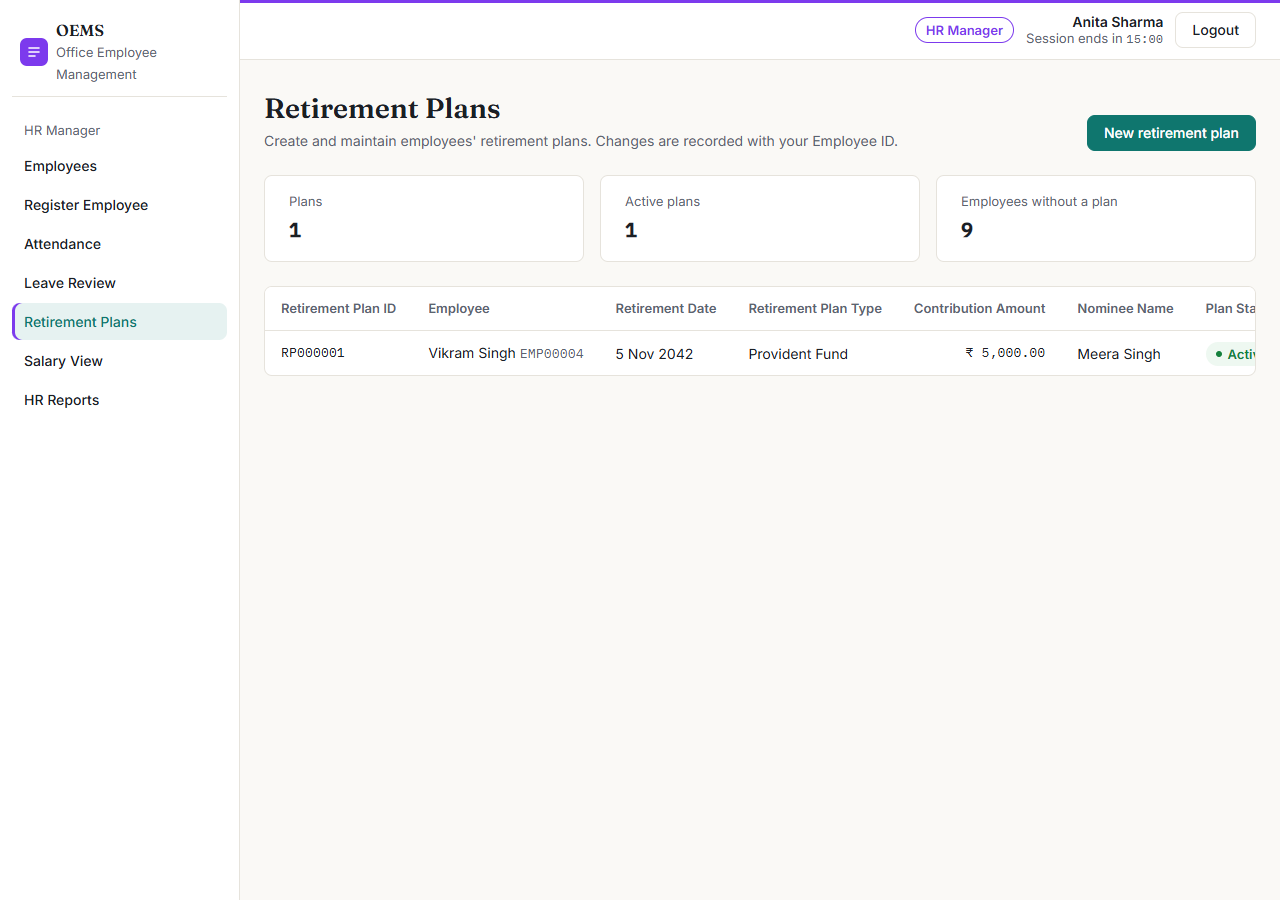 OEMS
Office Employee
Management
HR Manager
Employees
Register Employee
Attendance
Leave Review
Retirement Plans
Salary View
HR Reports
HR Manager
Anita Sharma
Session ends in 15:00
Logout
Retirement Plans
Create and maintain employees' retirement plans. Changes are recorded with your Employee ID.
New retirement plan
Plans
1
Active plans
1
Employees without a plan
9
Retirement Plan ID Employee Retirement Date Retirement Plan Type Contribution Amount Nominee Name Plan Sta
RP000001 Vikram Singh EMP00004 5 Nov 2042 Provident Fund ₹ 5,000.00 Meera Singh Activ